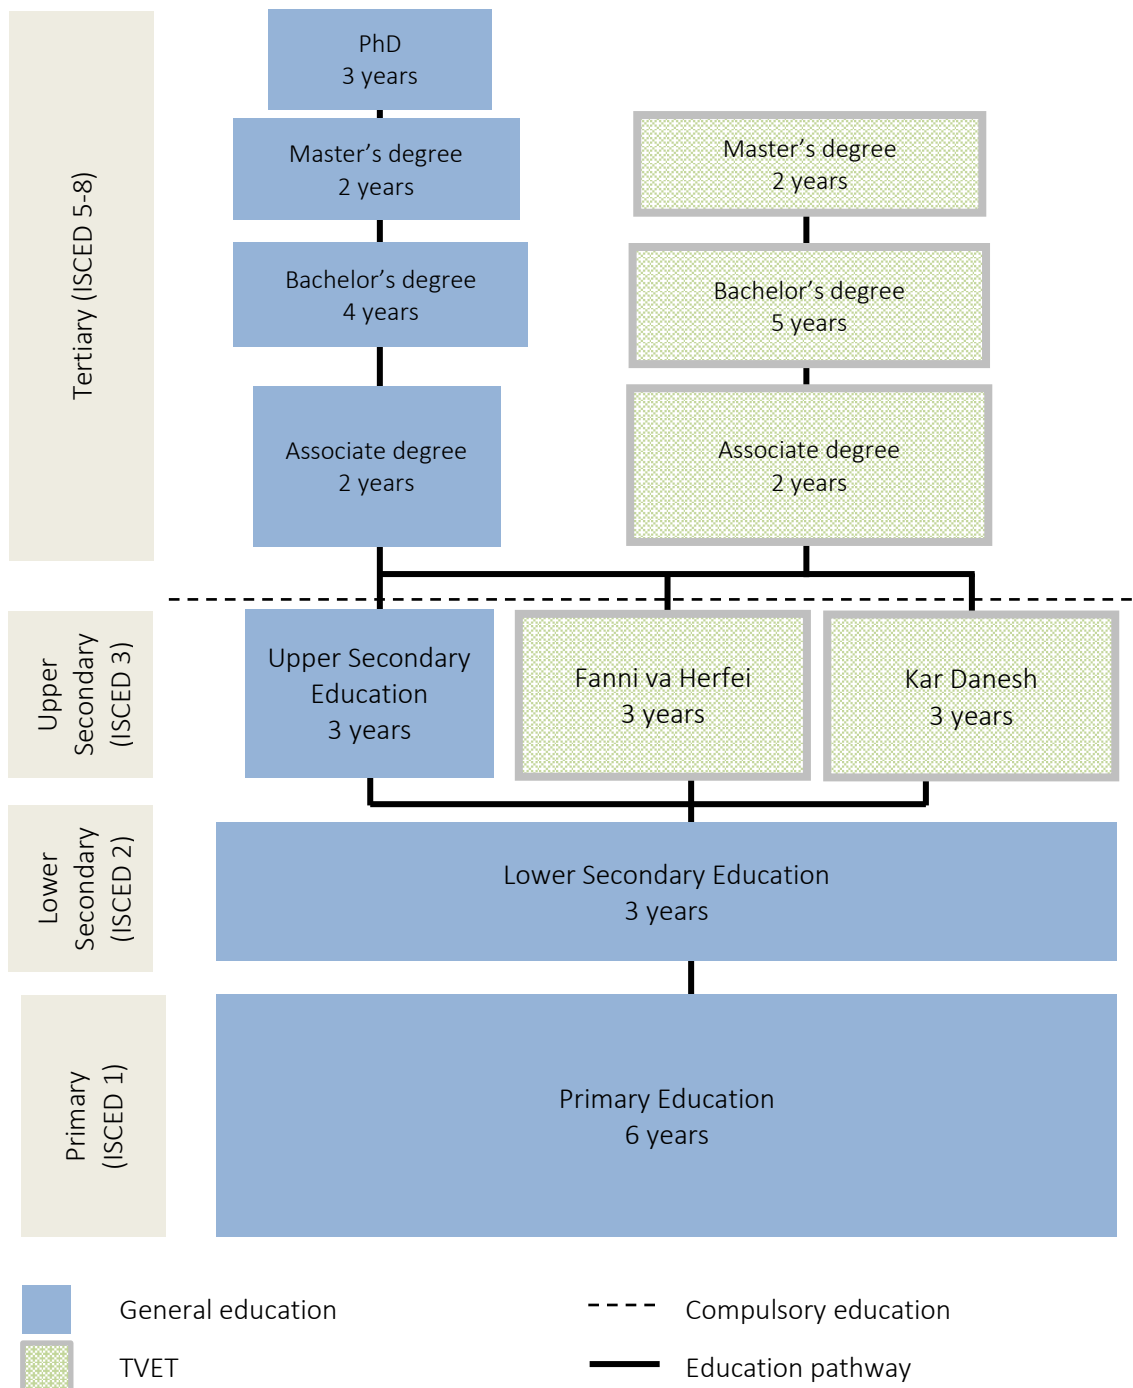 Tertiary (ISCED 5-8)
PhD
3 years
Master’s degree
2 years
Master’s degree
2 years
Bachelor’s degree
4 years
Bachelor’s degree
5 years
Associate degree
2 years
Associate degree
2 years
Upper
Secondary
(ISCED 3)
Upper Secondary
Education
3 years
Fanni va Herfei
3 years
Kar Danesh
3 years
Lower
Secondary
(ISCED 2)
Lower Secondary Education
3 years
Primary
(ISCED 1)
Primary Education
6 years
General education
Compulsory education
TVET
Education pathway